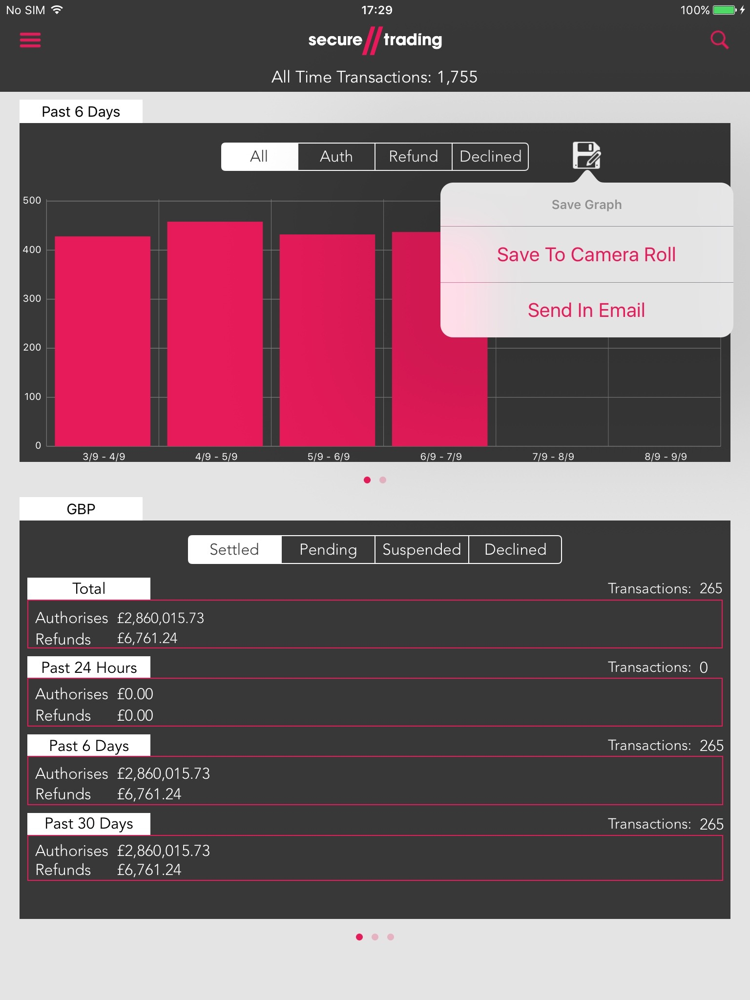 No SIM 17:29 100%
secure//trading
All Time Transactions: 1,755
Past 6 Days
All Auth Refund Declined
Save Graph
Save To Camera Roll
Send In Email
500
400
300
200
100
0
3/9 - 4/9 4/9 - 5/9 5/9 - 6/9 6/9 - 7/9 7/9 - 8/9 8/9 - 9/9
GBP
Settled Pending Suspended Declined
Total Transactions: 265
Authorises £2,860,015.73
Refunds £6,761.24
Past 24 Hours Transactions: 0
Authorises £0.00
Refunds £0.00
Past 6 Days Transactions: 265
Authorises £2,860,015.73
Refunds £6,761.24
Past 30 Days Transactions: 265
Authorises £2,860,015.73
Refunds £6,761.24